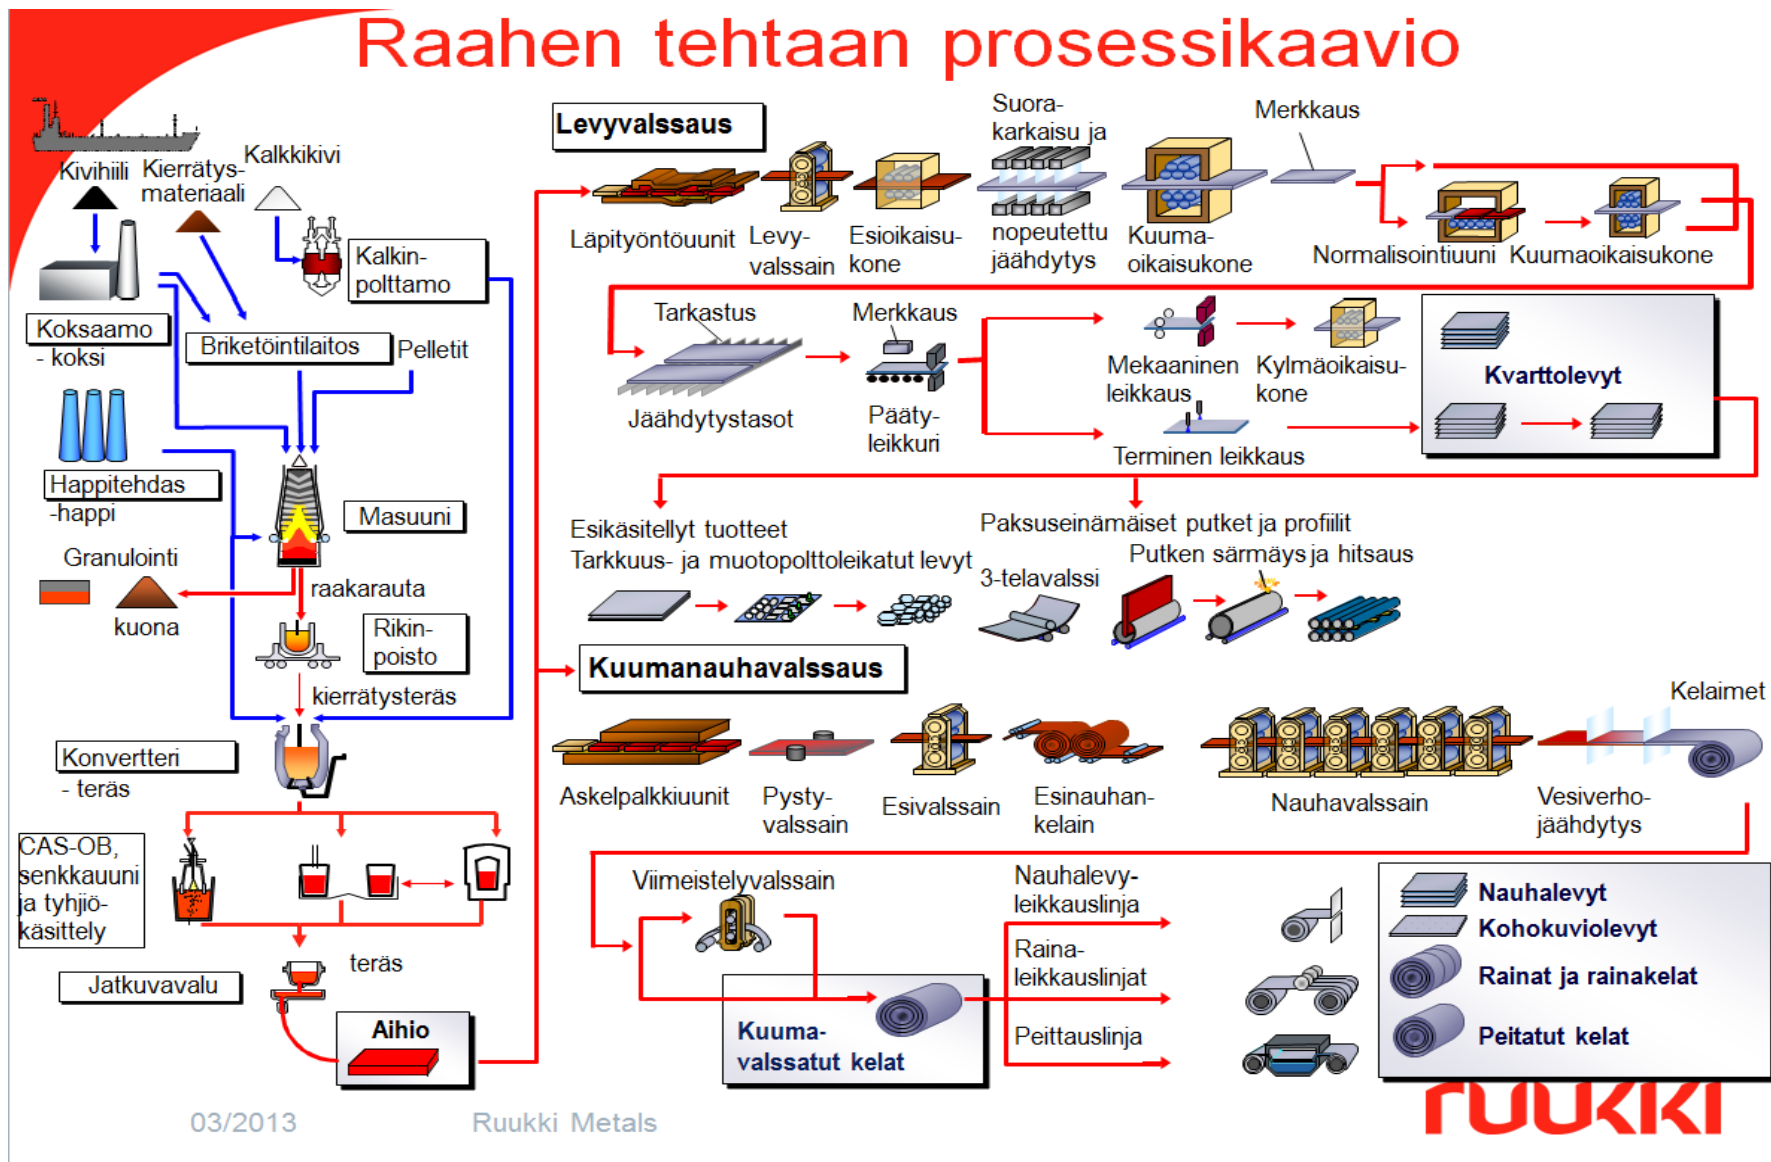 Raahen tehtaan prosessikaavio
Kivihiili
Kierrätys-
materiaali
Kalkkikivi
Kalkin-
polttamo
Koksaamo
- koksi
Briketöintilaitos
Pelletit
Happitehdas
-happi
Masuuni
Granulointi
raakarauta
kuona
Rikin-
poisto
kierrätysteräs
Konvertteri
- teräs
CAS-OB,
senkkauuni
ja tyhjiö-
käsittely
teräs
Jatkuvavalu
Aihio
Levyvalssaus
Läpityöntöuunit
Levy-
valssain
Esioikaisu-
kone
Suora-
karkaisu ja
nopeutettu
jäähdytys
Kuuma-
oikaisukone
Merkkaus
Normalisointiuuni
Kuumaoikaisukone
Tarkastus
Jäähdytystasot
Merkkaus
Pääty-
leikkuri
Mekaaninen
leikkaus
Kylmäoikaisu-
kone
Terminen leikkaus
Kvarttolevyt
Esikäsitellyt tuotteet
Tarkkuus- ja muotopolttoleikatut levyt
Paksuseinämäiset putket ja profiilit
Putken särmäys ja hitsaus
3-telavalssi
Kuumanauhavalssaus
Askelpalkkiuunit
Pysty-
valssain
Esivalssain
Esinauhan-
kelain
Nauhavalssain
Vesiverho-
jäähdytys
Kelaimet
Viimeistelyvalssain
Kuuma-
valssatut kelat
Nauhalevy-
leikkauslinja
Raina-
leikkauslinjat
Peittauslinja
Nauhalevyt
Kohokuviolevyt
Rainat ja rainakelat
Peitatut kelat
03/2013
Ruukki Metals
ruukki